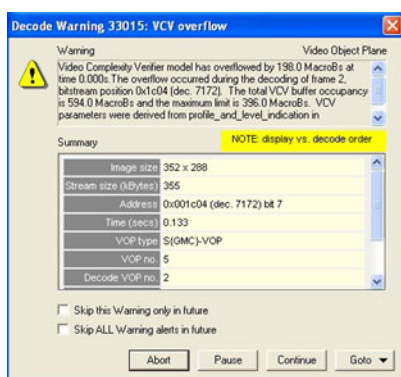 Decode Warning 33015: VCV overflow
Warning Video Object Plane
Video Complexity Verifier model has overflowed by 198.0 MacroBs at
time 0.000s.The overflow occurred during the decoding of frame 2,
bitstream position 0x1c04 (dec. 7172). The total VCV buffer occupancy
is 594.0 MacroBs and the maximum limit is 396.0 MacroBs. VCV
parameters were derived from profile_and_level_indication in
Summary NOTE: display vs. decode order
Image size 352 x 288
Stream size (kBytes) 355
Address 0x001c04 (dec. 7172) bit 7
Time (secs) 0.133
VOP type S(GMC)-VOP
VOP no. 5
Decode VOP no. 2
Skip this Warning only in future
Skip ALL Warning alerts in future
Abort Pause Continue Goto